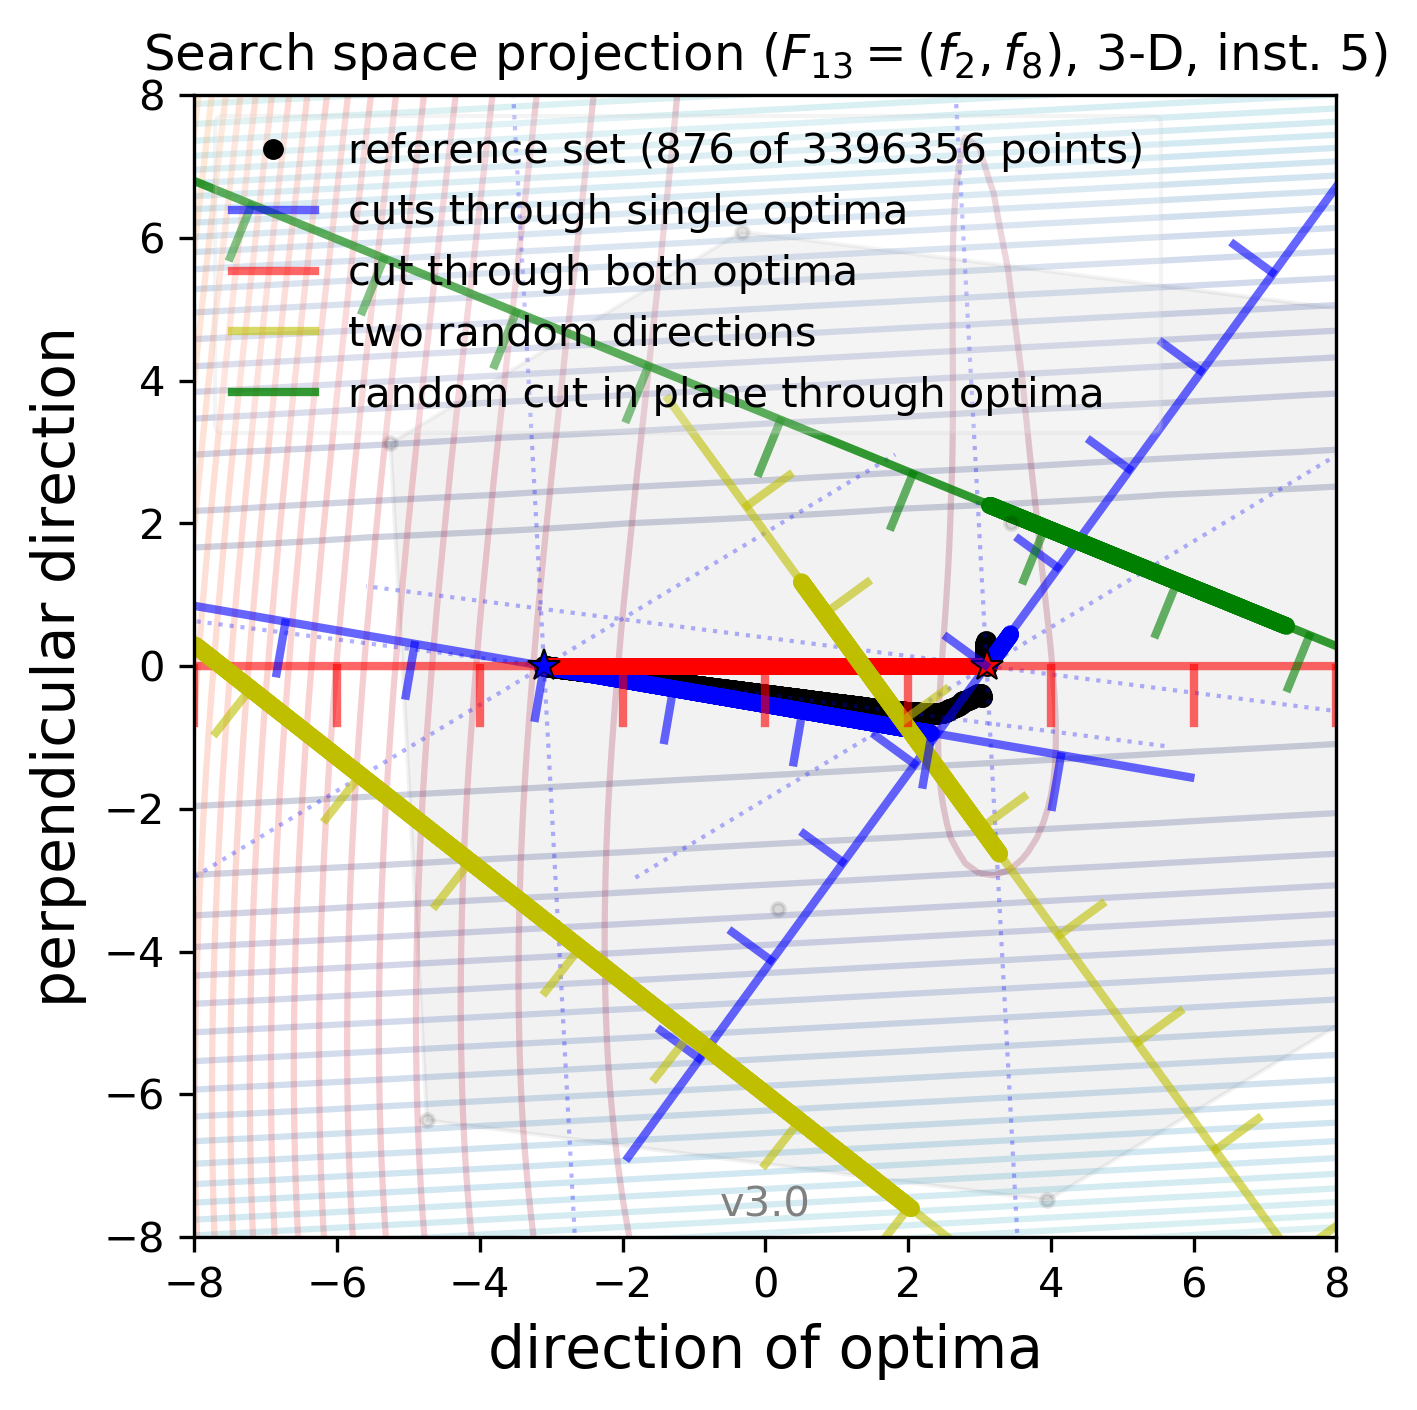 Search space projection (F₁₃ = (f₂, f₈), 3-D, inst. 5)
reference set (876 of 3396356 points)
cuts through single optima
cut through both optima
two random directions
random cut in plane through optima
8
6
4
2
0
−2
−4
−6
−8
perpendicular direction
v3.0
−8 −6 −4 −2 0 2 4 6 8
direction of optima